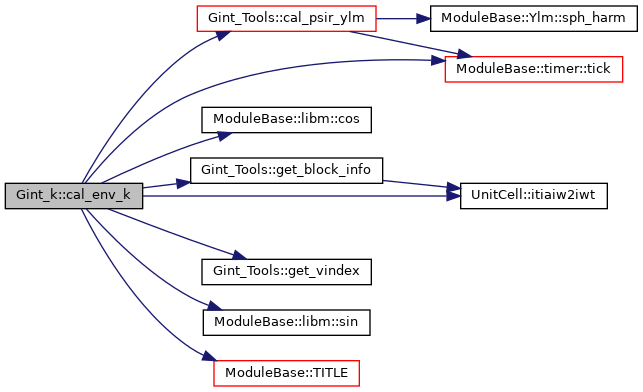 Gint_Tools::cal_psir_ylm
ModuleBase::Ylm::sph_harm
ModuleBase::timer::tick
ModuleBase::libm::cos
Gint_Tools::get_block_info
Gint_k::cal_env_k
UnitCell::itiaiw2iwt
Gint_Tools::get_vindex
ModuleBase::libm::sin
ModuleBase::TITLE